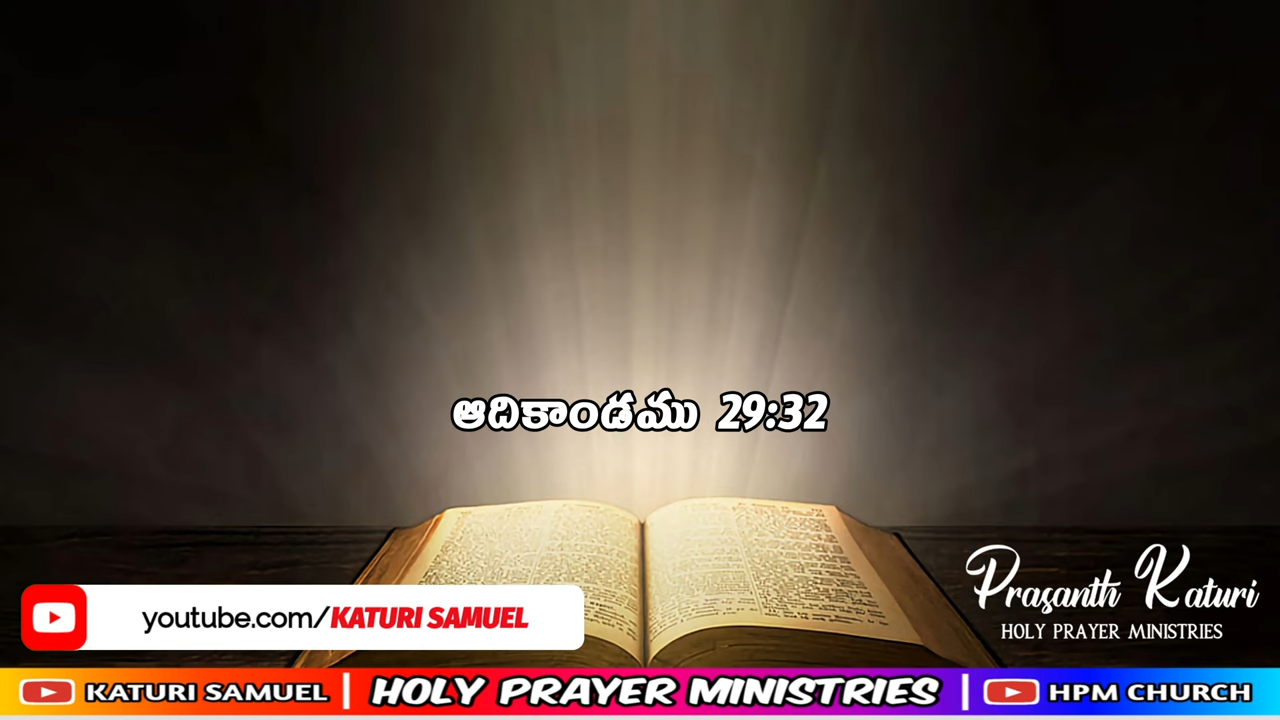 ఆదికాండము 29:32
Prasanth Katuri
HOLY PRAYER MINISTRIES
youtube.com/KATURI SAMUEL
KATURI SAMUEL | HOLY PRAYER MINISTRIES | HPM CHURCH